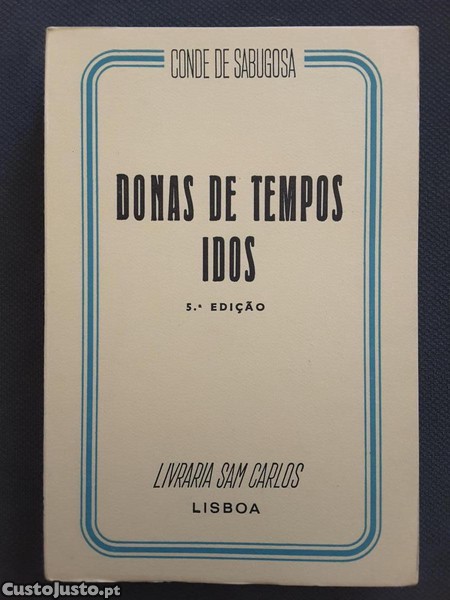 CONDE DE SABUGOSA
DONAS DE TEMPOS
IDOS
5.ª EDIÇÃO
LIVRARIA SAM CARLOS
LISBOA
CustoJusto.pt